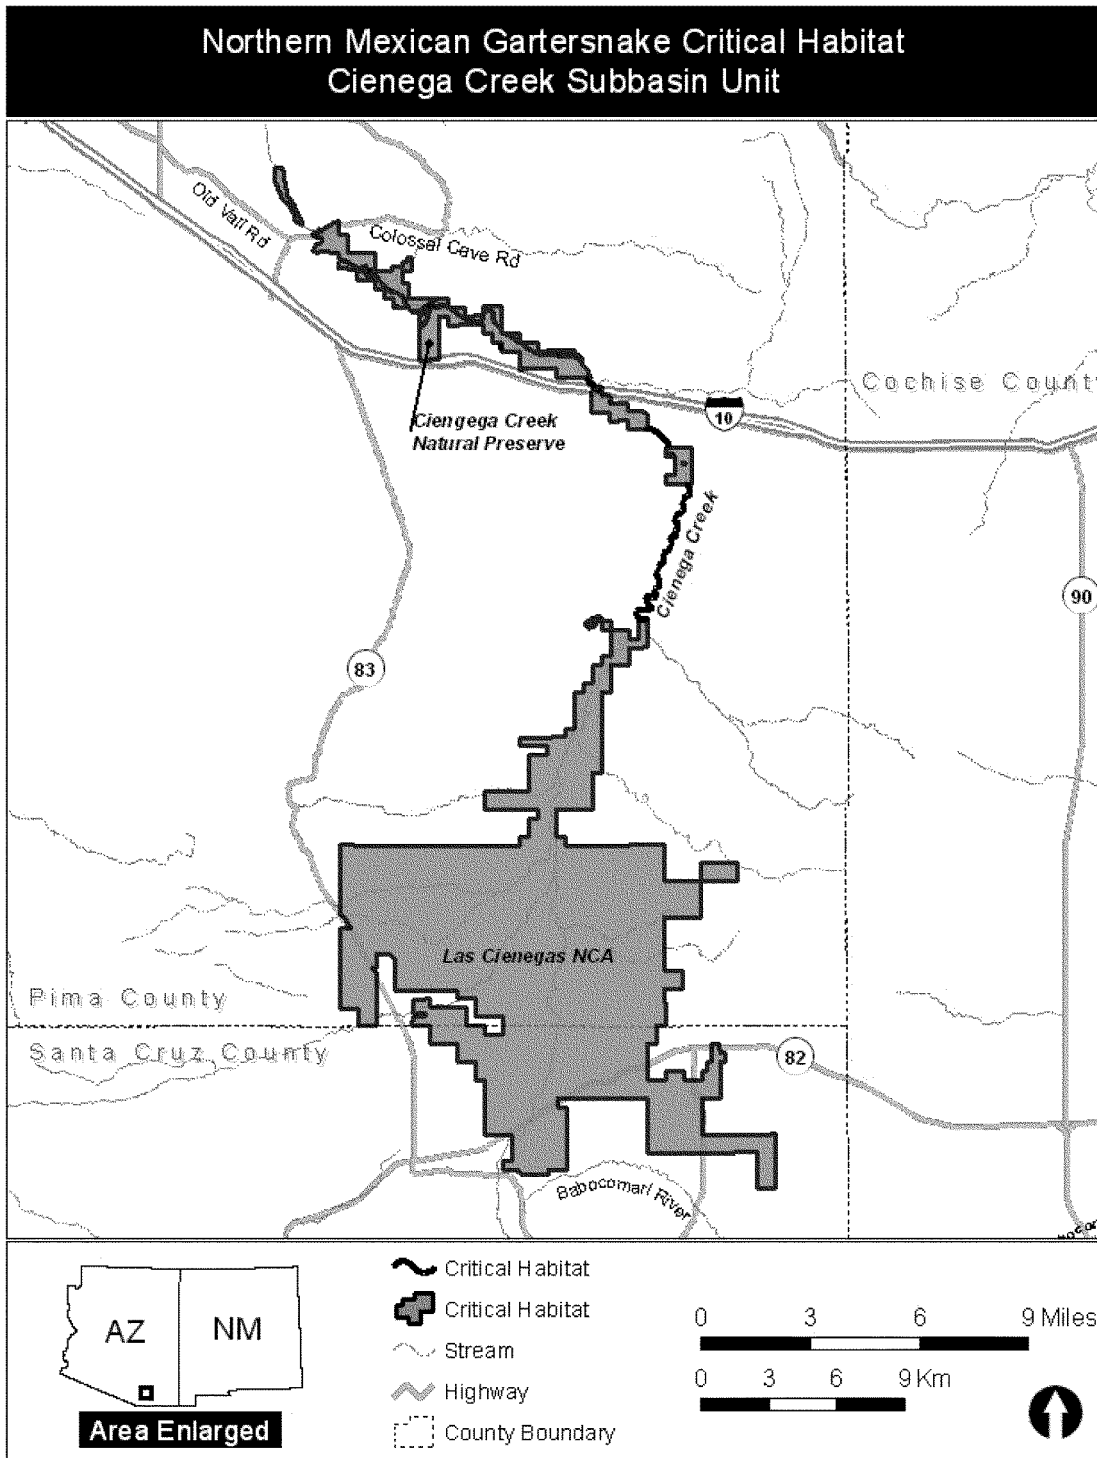 Northern Mexican Gartersnake Critical Habitat
Cienega Creek Subbasin Unit
Old Vail Rd
Colossal Cave Rd
Cochise County
10
Ciengega Creek
Natural Preserve
Cienega Creek
90
83
Las Cienegas NCA
Pima County
Santa Cruz County
82
Babocomari River
AZ
NM
Area Enlarged
Critical Habitat
Critical Habitat
Stream
Highway
County Boundary
0 3 6 9 Miles
0 3 6 9 Km